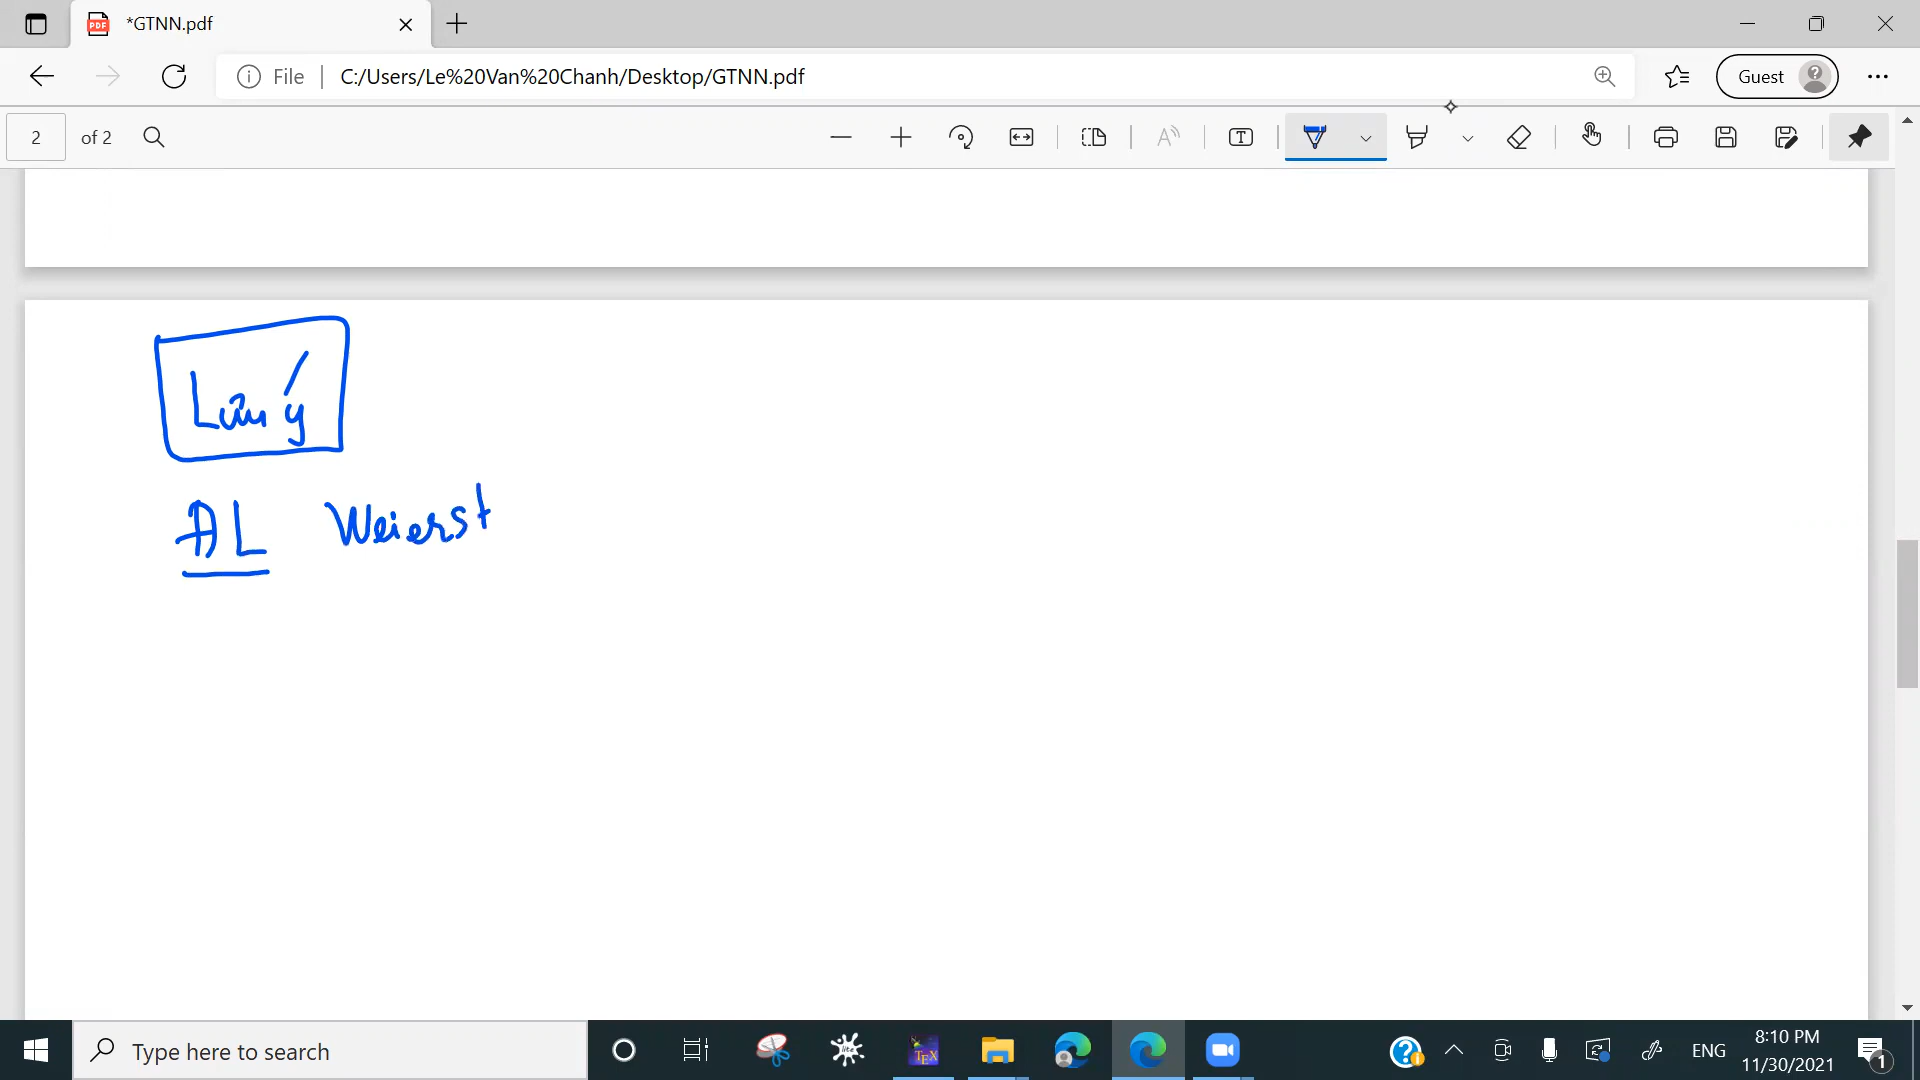 *GTNN.pdf
File C:/Users/Le%20Van%20Chanh/Desktop/GTNN.pdf
Guest
2 of 2
Lưu ý
ĐL Weierst
Type here to search
ENG
8:10 PM
11/30/2021
1